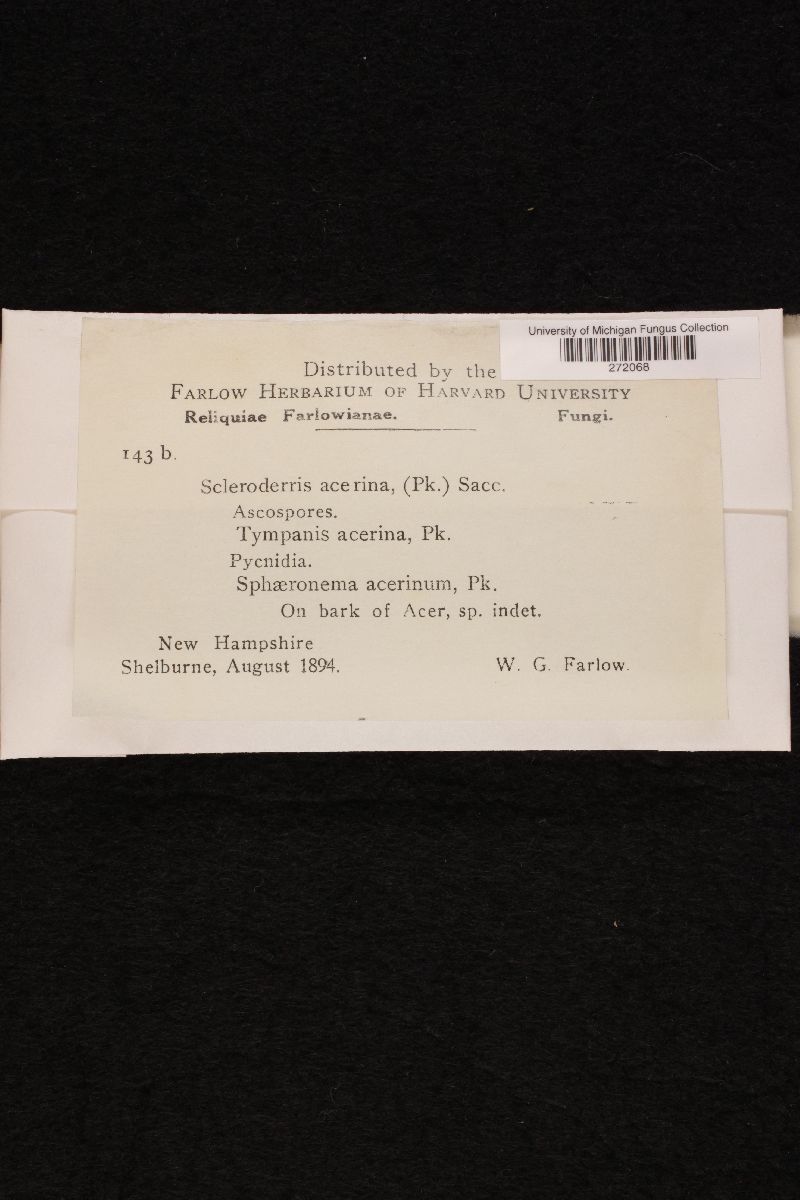 University of Michigan Fungus Collection
272068
Distributed by the
FARLOW HERBARIUM OF HARVARD UNIVERSITY
Reliquiae Farlowianae. Fungi.
143 b.
Scleroderris acerina, (Pk.) Sacc.
Ascospores.
Tympanis acerina, Pk.
Pycnidia.
Sphæronema acerinum, Pk.
On bark of Acer, sp. indet.
New Hampshire
Shelburne, August 1894. W. G. Farlow.